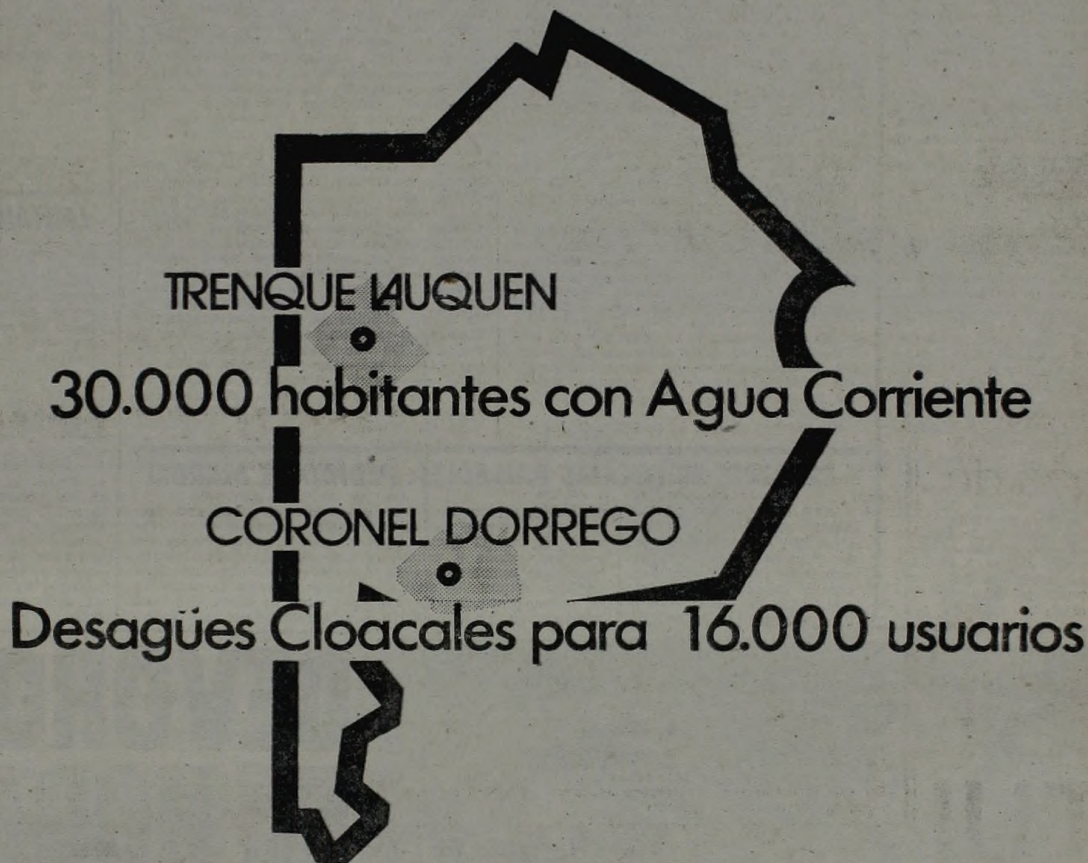 TRENQUE LAUQUEN
30.000 habitantes con Agua Corriente
CORONEL DORREGO
Desagües Cloacales para 16.000 usuarios